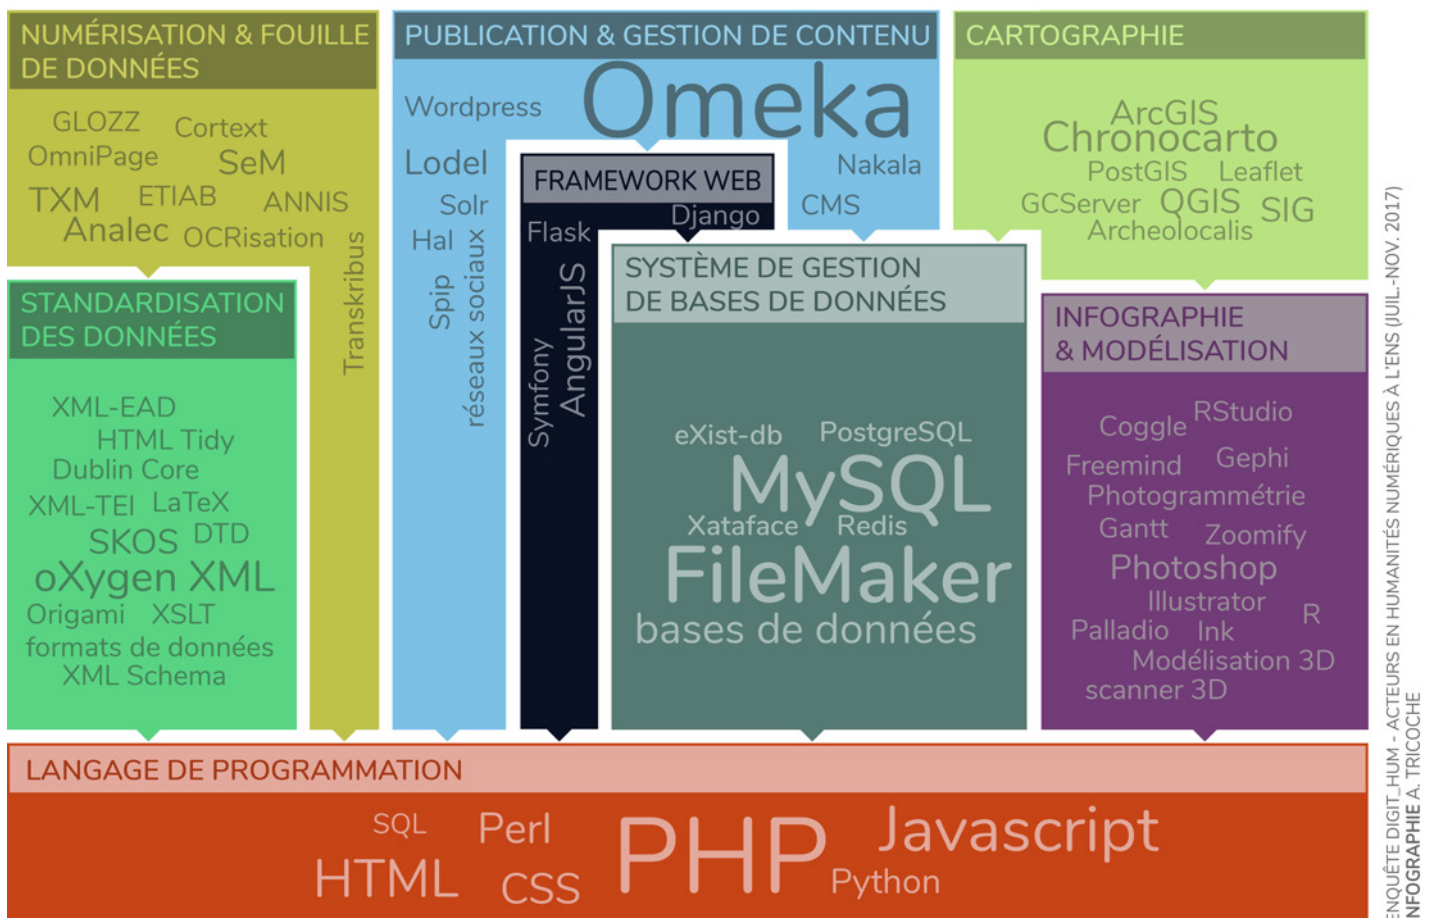 NUMÉRISATION & FOUILLE
DE DONNÉES
GLOZZ
Cortext
OmniPage
SeM
TXM
ETIAB
ANNIS
Analec
OCRisation
Transkribus
PUBLICATION & GESTION DE CONTENU
Omeka
Wordpress
Lodel
Nakala
Solr
CMS
Hal
Spip
réseaux sociaux
FRAMEWORK WEB
Django
Flask
AngularJS
Symfony
CARTOGRAPHIE
ArcGIS
Chronocarto
PostGIS
Leaflet
GCServer
QGIS
SIG
Archeolocalis
STANDARDISATION
DES DONNÉES
XML-EAD
HTML Tidy
Dublin Core
XML-TEI
LaTeX
SKOS
DTD
oXygen XML
Origami
XSLT
formats de données
XML Schema
SYSTÈME DE GESTION
DE BASES DE DONNÉES
eXist-db
PostgreSQL
MySQL
Xataface
Redis
FileMaker
bases de données
INFOGRAPHIE
& MODÉLISATION
Coggle
RStudio
Freemind
Gephi
Photogrammétrie
Gantt
Zoomify
Photoshop
Illustrator
R
Palladio
Ink
Modélisation 3D
scanner 3D
LANGAGE DE PROGRAMMATION
SQL
Perl
PHP
Javascript
HTML
CSS
Python
ENQUÊTE DIGIT_HUM - ACTEURS EN HUMANITÉS NUMÉRIQUES À L'ENS (JUIL.-NOV. 2017)
INFOGRAPHIE A. TRICOCHE